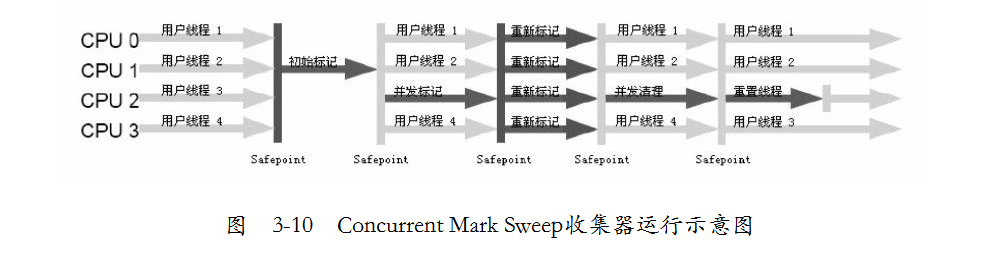 CPU 0 用户线程 1 用户线程 1 重新标记 用户线程 1 用户线程 1
CPU 1 用户线程 2 初始标记 用户线程 2 重新标记 用户线程 2 用户线程 2
CPU 2 用户线程 3 并发标记 重新标记 并发清理 重置线程
CPU 3 用户线程 4 用户线程 4 重新标记 用户线程 4 用户线程 3
Safepoint Safepoint Safepoint Safepoint Safepoint
图 3-10 Concurrent Mark Sweep收集器运行示意图